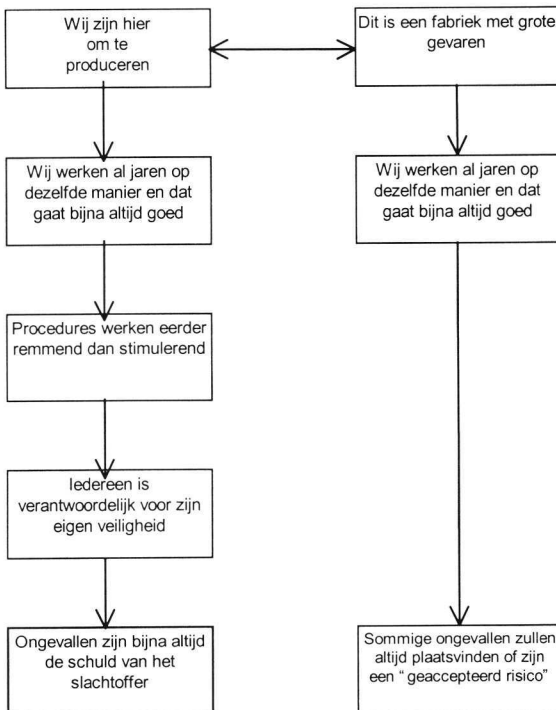 Wij zijn hier
om te
produceren
Dit is een fabriek met grote
gevaren
Wij werken al jaren op
dezelfde manier en dat
gaat bijna altijd goed
Wij werken al jaren op
dezelfde manier en dat
gaat bijna altijd goed
Procedures werken eerder
remmend dan stimulerend
Iedereen is
verantwoordelijk voor zijn
eigen veiligheid
Ongevallen zijn bijna altijd
de schuld van het
slachtoffer
Sommige ongevallen zullen
altijd plaatsvinden of zijn
een “ geaccepteerd risico”